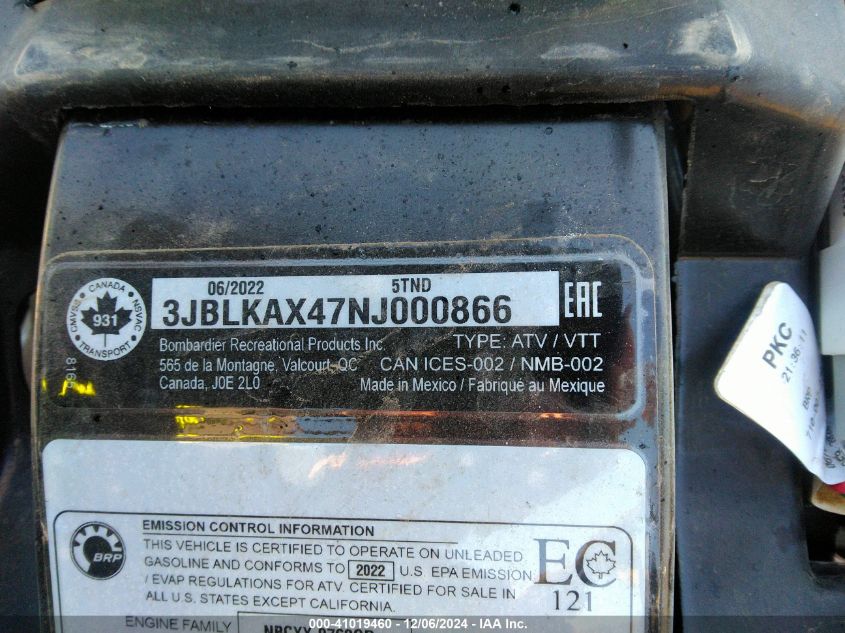 06/2022 5TND
3JBLKAX47NJ000866
EAC
CANADA
CMVSS NSVAC
931
TRANSPORT
Bombardier Recreational Products Inc. TYPE: ATV / VTT
565 de la Montagne, Valcourt, QC CAN ICES-002 / NMB-002
Canada, J0E 2L0 Made in Mexico / Fabriqué au Mexique
PKC
21:36:11
BRP
EMISSION CONTROL INFORMATION
THIS VEHICLE IS CERTIFIED TO OPERATE ON UNLEADED
GASOLINE AND CONFORMS TO 2022 U.S. EPA EMISSION
/ EVAP REGULATIONS FOR ATV. CERTIFIED FOR SALE IN
ALL U.S. STATES EXCEPT CALIFORNIA.
ENGINE FAMILY
BRP
EC
121
000-41019460 - 12/06/2024 - IAA Inc.